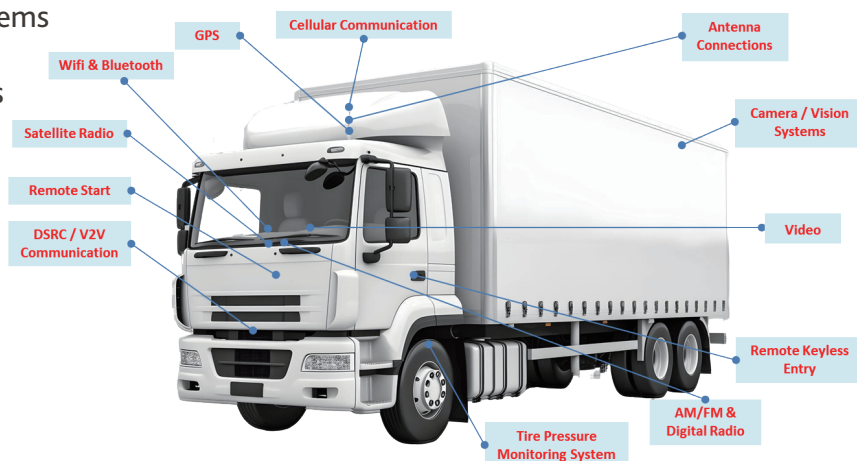 ems
s
GPS
Cellular Communication
Antenna
Connections
Wifi & Bluetooth
Camera / Vision
Systems
Satellite Radio
Remote Start
DSRC / V2V
Communication
Video
Remote Keyless
Entry
AM/FM &
Digital Radio
Tire Pressure
Monitoring System